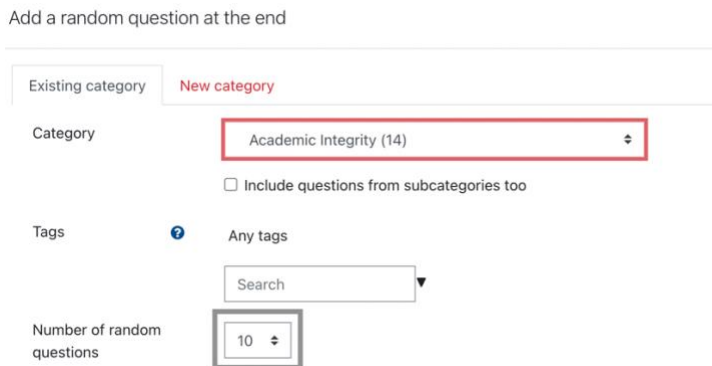 Add a random question at the end
Existing category New category
Category Academic Integrity (14)
Include questions from subcategories too
Tags ? Any tags
Search
Number of random
questions
10